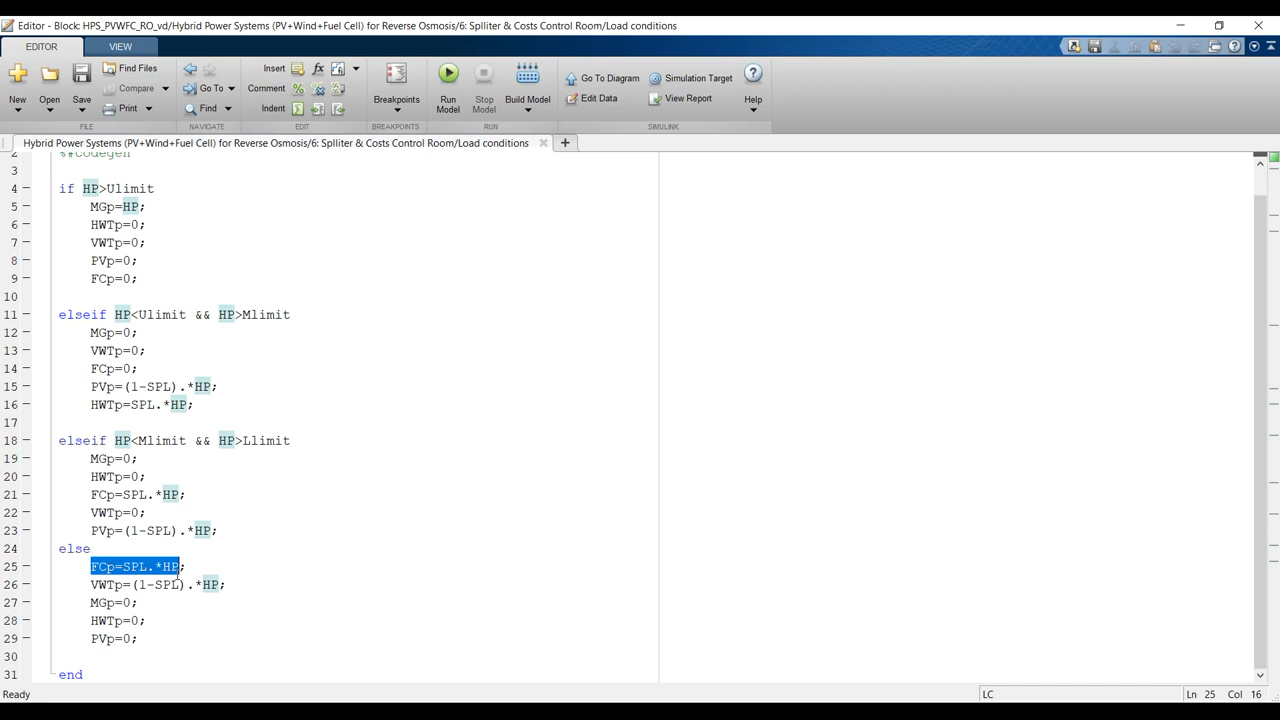 Editor - Block: HPS_PVWFC_RO_vd/Hybrid Power Systems (PV+Wind+Fuel Cell) for Reverse Osmosis/6: Splliter & Costs Control Room/Load conditions
EDITOR VIEW
New Open Save Find Files Compare Print
Go To Find
Insert Comment Indent
Breakpoints
Run Model Stop Model Build Model
Go To Diagram Simulation Target
Edit Data View Report
Help
FILE NAVIGATE EDIT BREAKPOINTS RUN SIMULINK
Hybrid Power Systems (PV+Wind+Fuel Cell) for Reverse Osmosis/6: Splliter & Costs Control Room/Load conditions
2 %#codegen
3
4 if HP>Ulimit
5 MGp=HP;
6 HWTp=0;
7 VWTp=0;
8 PVp=0;
9 FCp=0;
10
11 elseif HP<Ulimit && HP>Mlimit
12 MGp=0;
13 VWTp=0;
14 FCp=0;
15 PVp=(1-SPL).*HP;
16 HWTp=SPL.*HP;
17
18 elseif HP<Mlimit && HP>Llimit
19 MGp=0;
20 HWTp=0;
21 FCp=SPL.*HP;
22 VWTp=0;
23 PVp=(1-SPL).*HP;
24 else
25 FCp=SPL.*HP;
26 VWTp=(1-SPL).*HP;
27 MGp=0;
28 HWTp=0;
29 PVp=0;
30
31 end
Ready LC Ln 25 Col 16